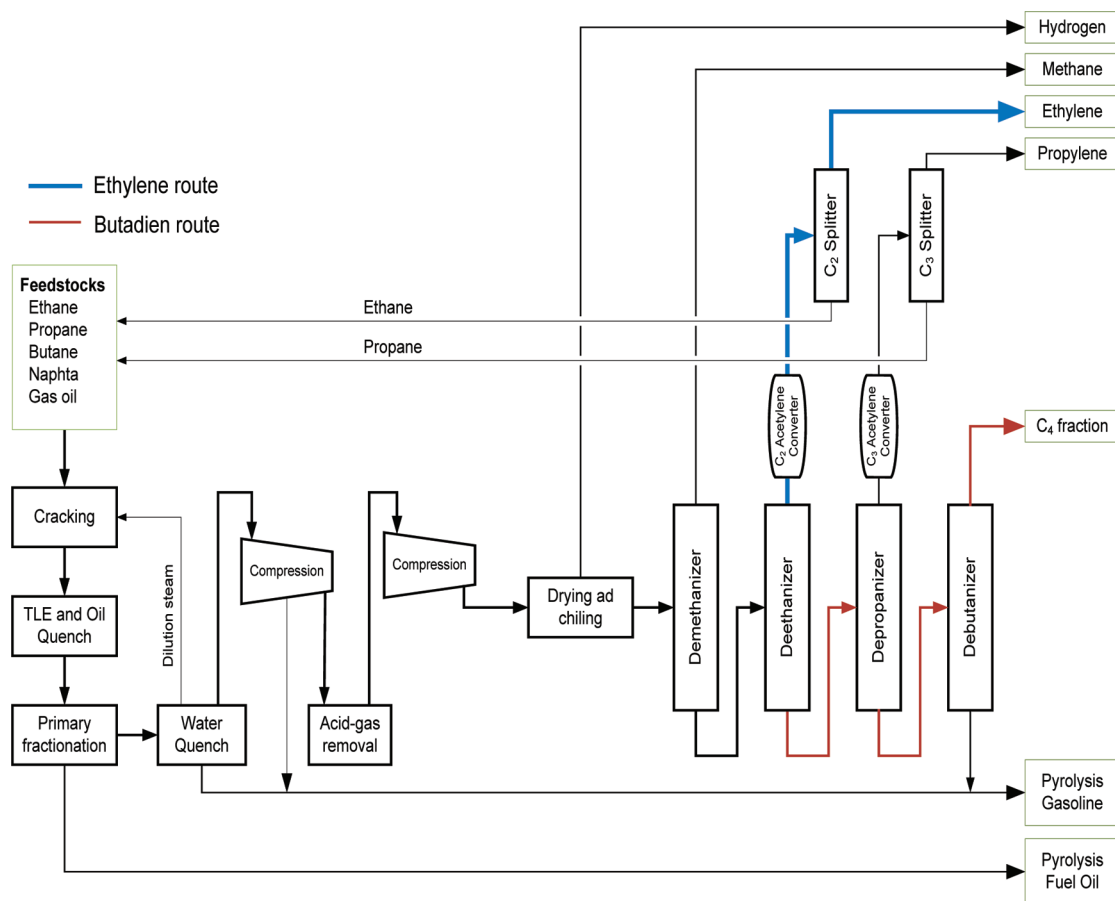 Hydrogen
Methane
Ethylene
Propylene
Ethylene route
Butadien route
C₂ Splitter
C₃ Splitter
Feedstocks
Ethane
Propane
Butane
Naphta
Gas oil
Ethane
Propane
C₂ Acetylene
Converter
C₃ Acetylene
Converter
C₄ fraction
Cracking
Compression
Compression
Dilution steam
TLE and Oil
Quench
Drying ad
chiling
Demethanizer
Deethanizer
Depropanizer
Debutanizer
Primary
fractionation
Water
Quench
Acid-gas
removal
Pyrolysis
Gasoline
Pyrolysis
Fuel Oil